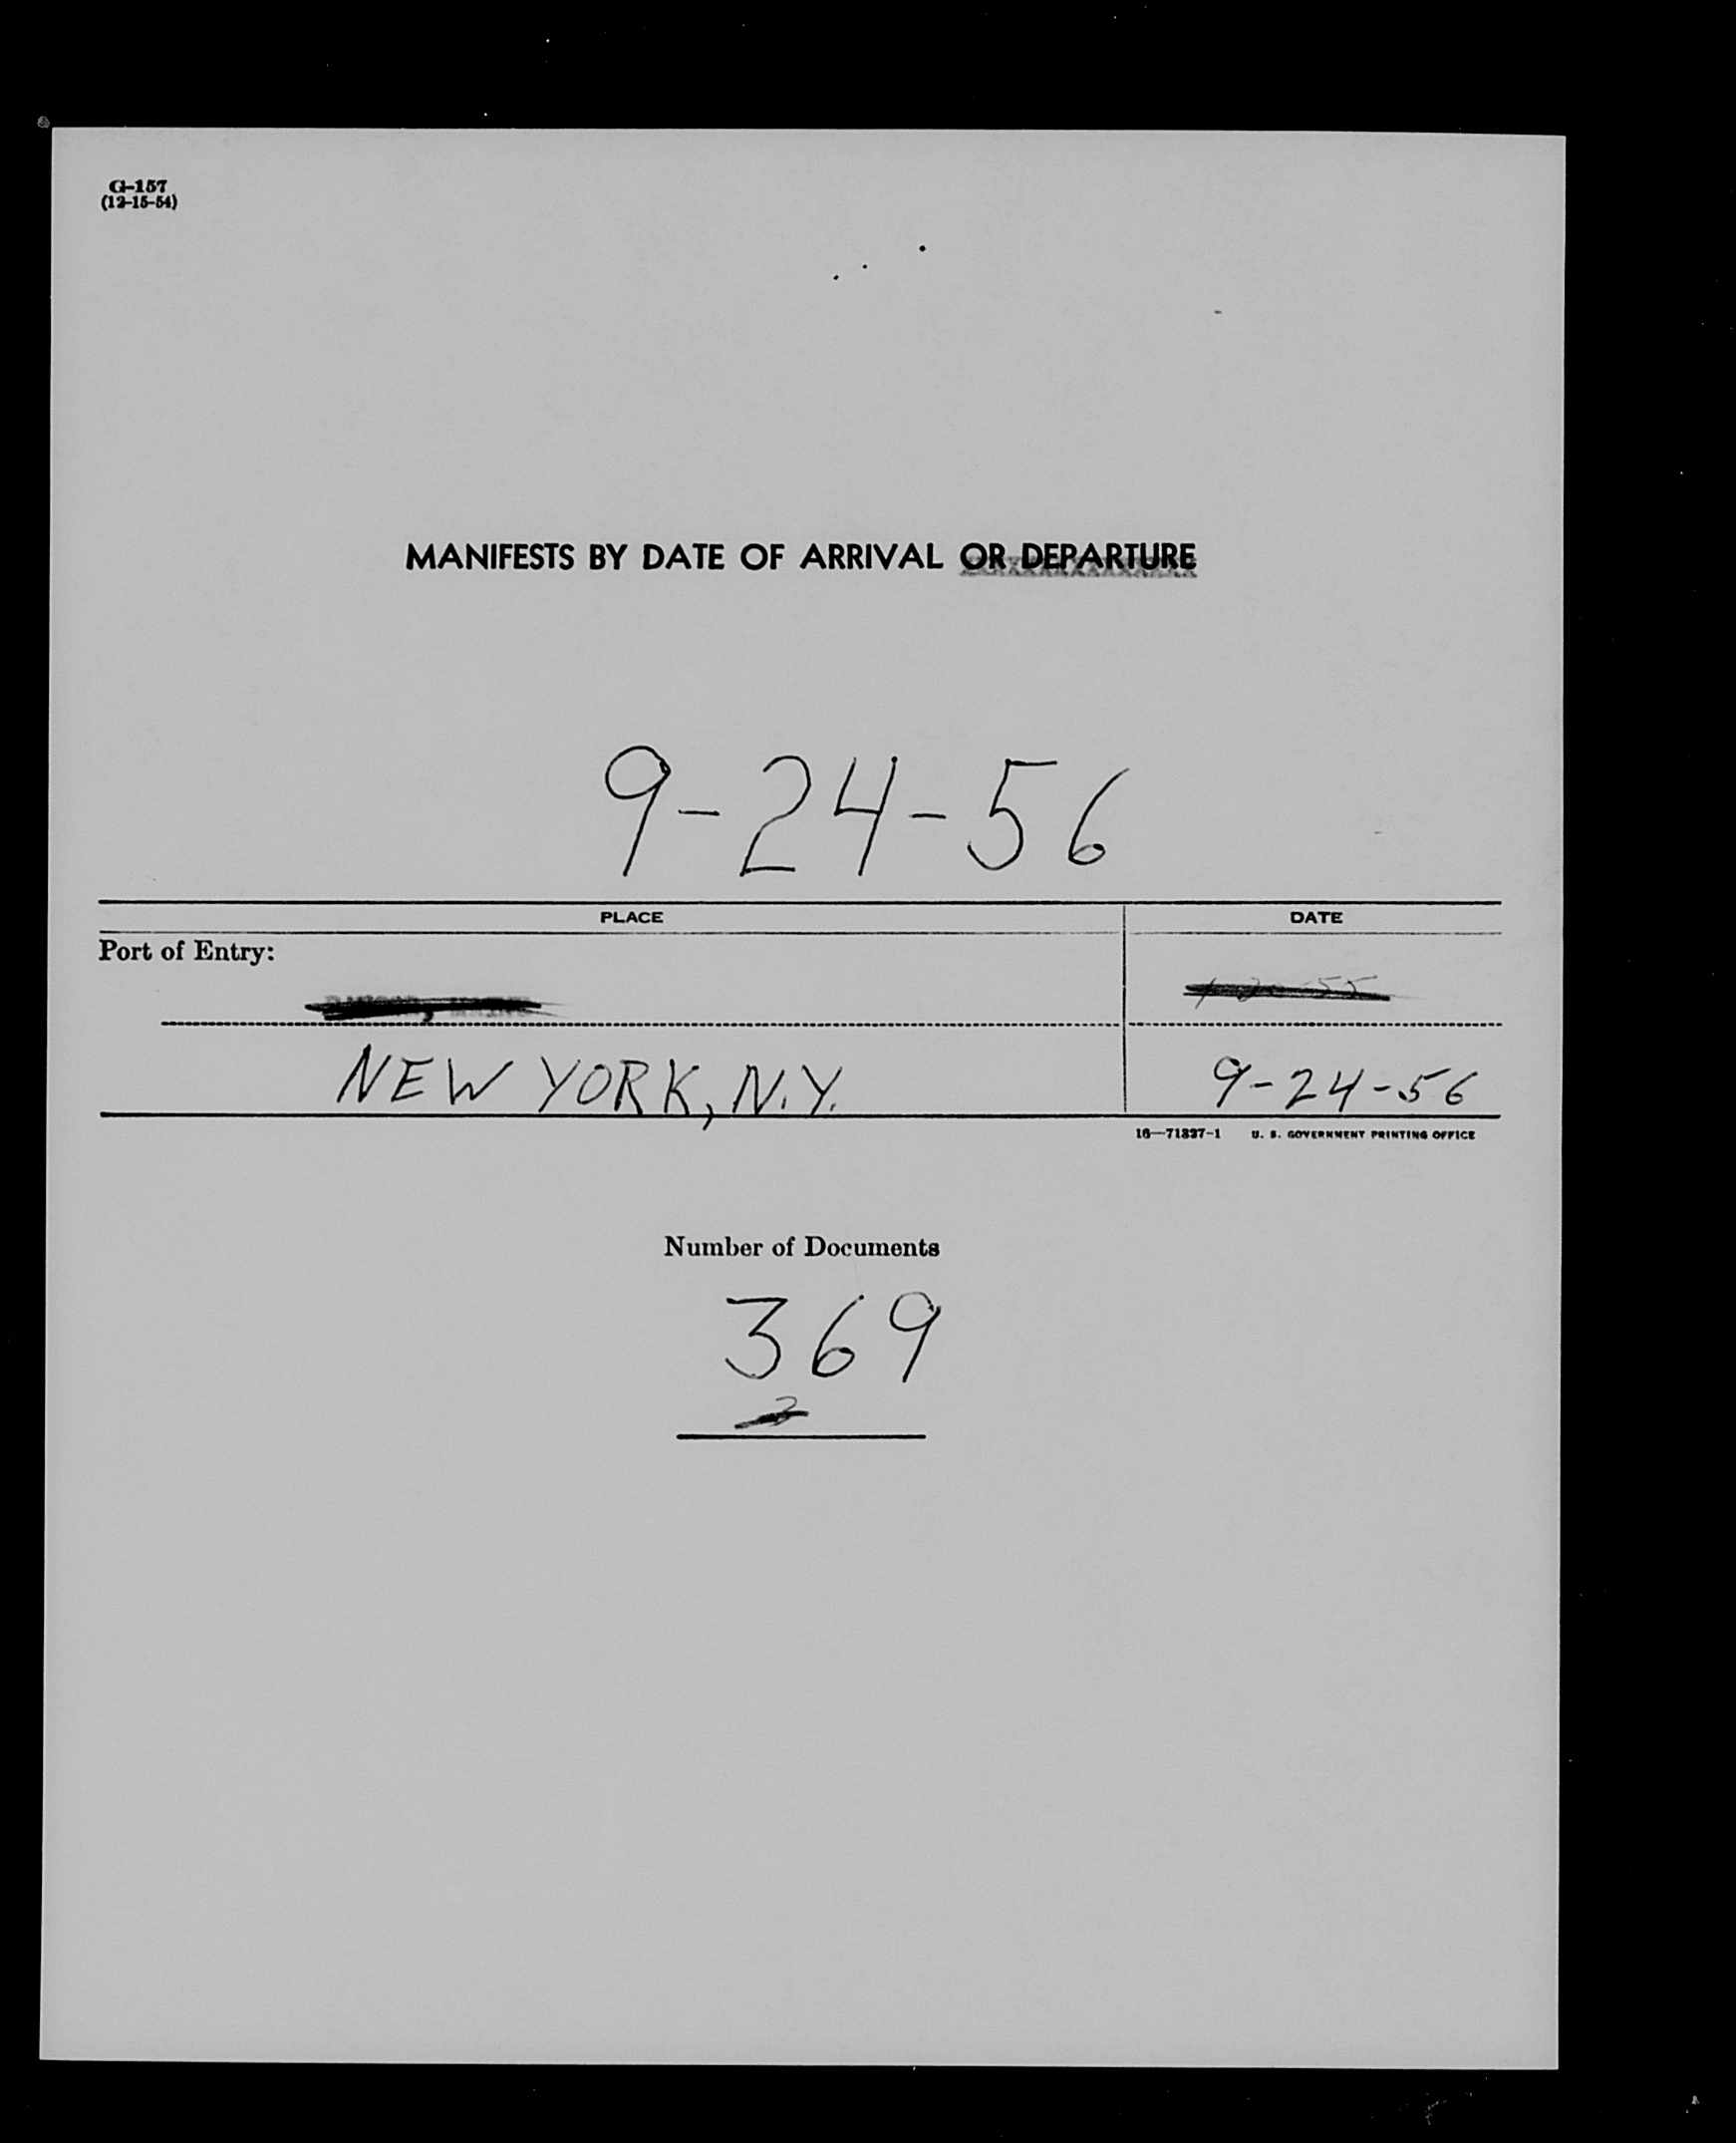 G-157
(12-15-54)
MANIFESTS BY DATE OF ARRIVAL OR DEPARTURE
9-24-56
PLACE DATE
Port of Entry:
NEW YORK, N.Y. 9-24-56
16—71337-1 U. S. GOVERNMENT PRINTING OFFICE
Number of Documents
369